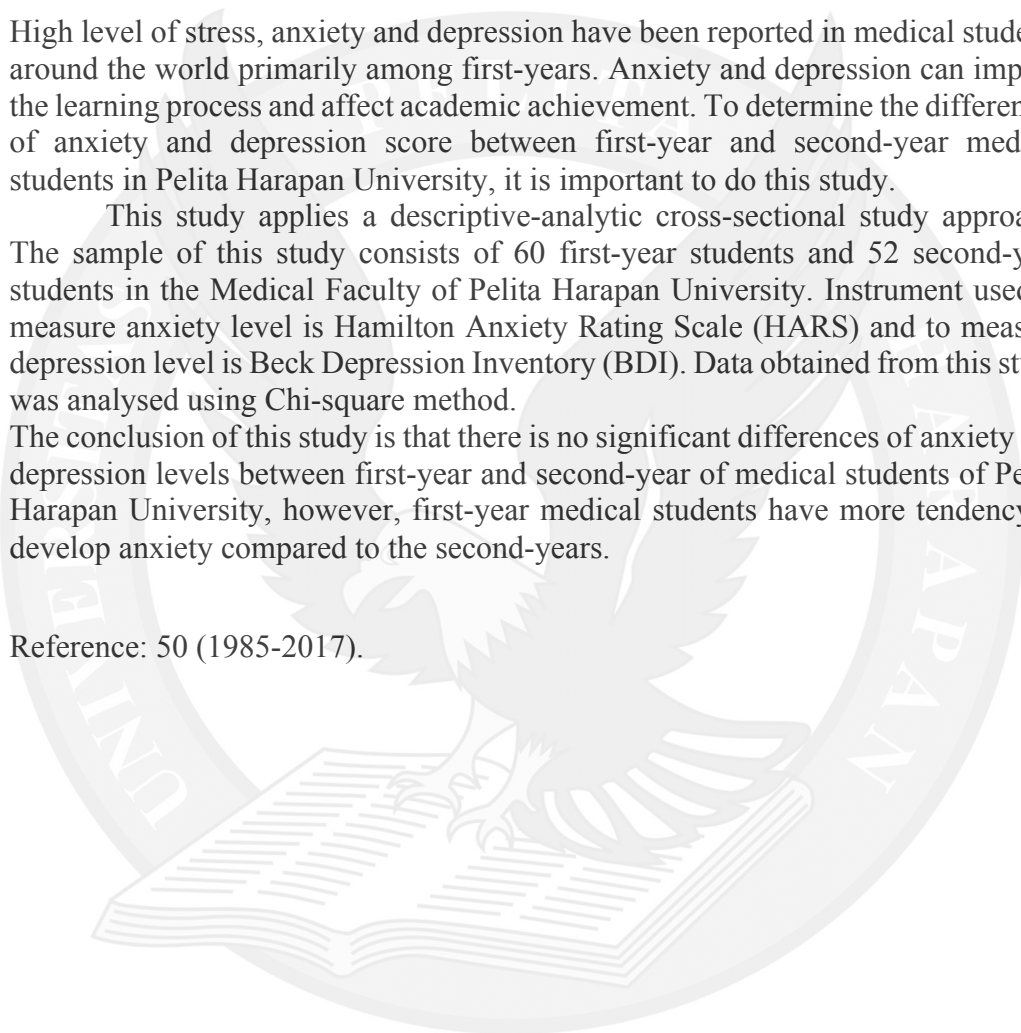 High level of stress, anxiety and depression have been reported in medical stude
around the world primarily among first-years. Anxiety and depression can imp
the learning process and affect academic achievement. To determine the differen
of anxiety and depression score between first-year and second-year med
students in Pelita Harapan University, it is important to do this study.
This study applies a descriptive-analytic cross-sectional study approa
The sample of this study consists of 60 first-year students and 52 second-y
students in the Medical Faculty of Pelita Harapan University. Instrument used
measure anxiety level is Hamilton Anxiety Rating Scale (HARS) and to meas
depression level is Beck Depression Inventory (BDI). Data obtained from this stu
was analysed using Chi-square method.
The conclusion of this study is that there is no significant differences of anxiety
depression levels between first-year and second-year of medical students of Pe
Harapan University, however, first-year medical students have more tendency
develop anxiety compared to the second-years.
Reference: 50 (1985-2017).
UNIVERSITAS PELITA HARAPAN